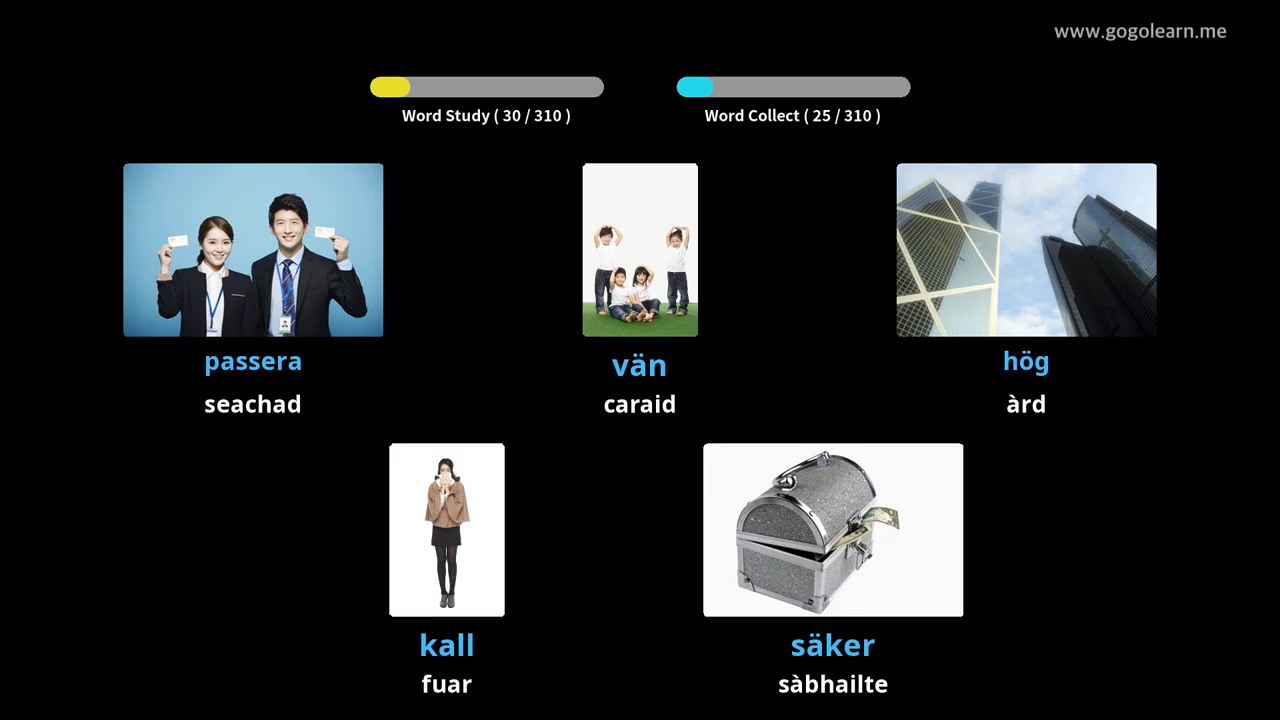 www.gogolearn.me
Word Study ( 30 / 310 )
Word Collect ( 25 / 310 )
passera
vän
hög
seachad
caraid
àrd
kall
säker
fuar
sàbhailte